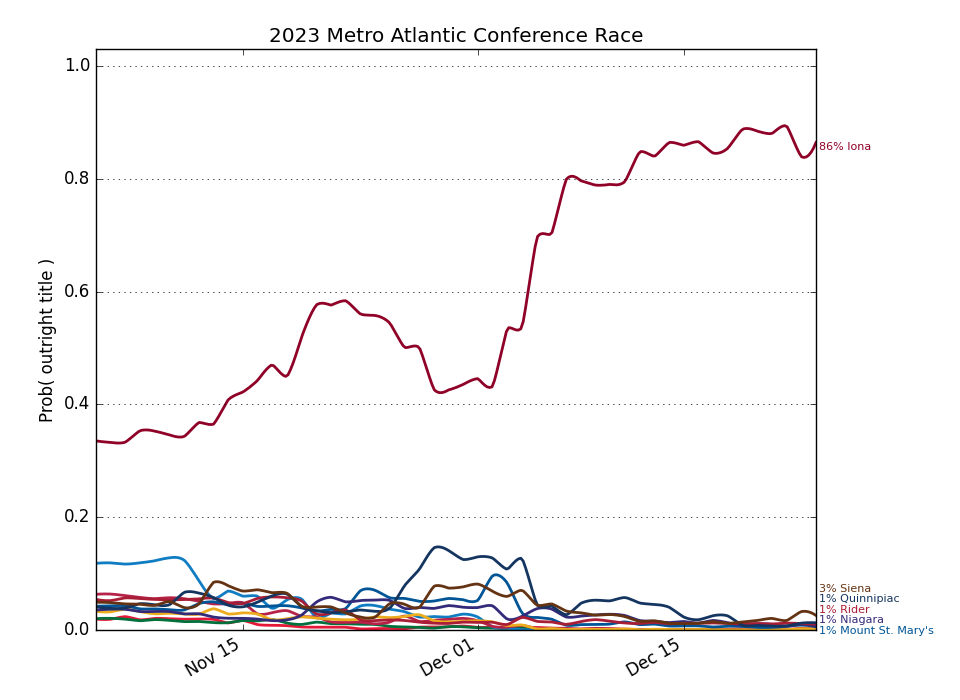 2023 Metro Atlantic Conference Race
Prob( outright title )
1.0
0.8
0.6
0.4
0.2
0.0
Nov 15
Dec 01
Dec 15
86% Iona
3% Siena
1% Quinnipiac
1% Rider
1% Niagara
1% Mount St. Mary's